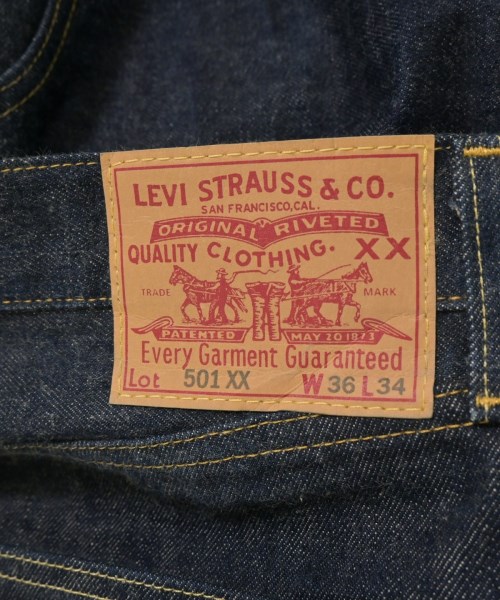 LEVI STRAUSS & CO.
SAN FRANCISCO, CAL.
ORIGINAL RIVETED
QUALITY CLOTHING. XX
TRADE MARK
PATENTED MAY 20 1873
Every Garment Guaranteed
Lot 501 XX W 36 L 34